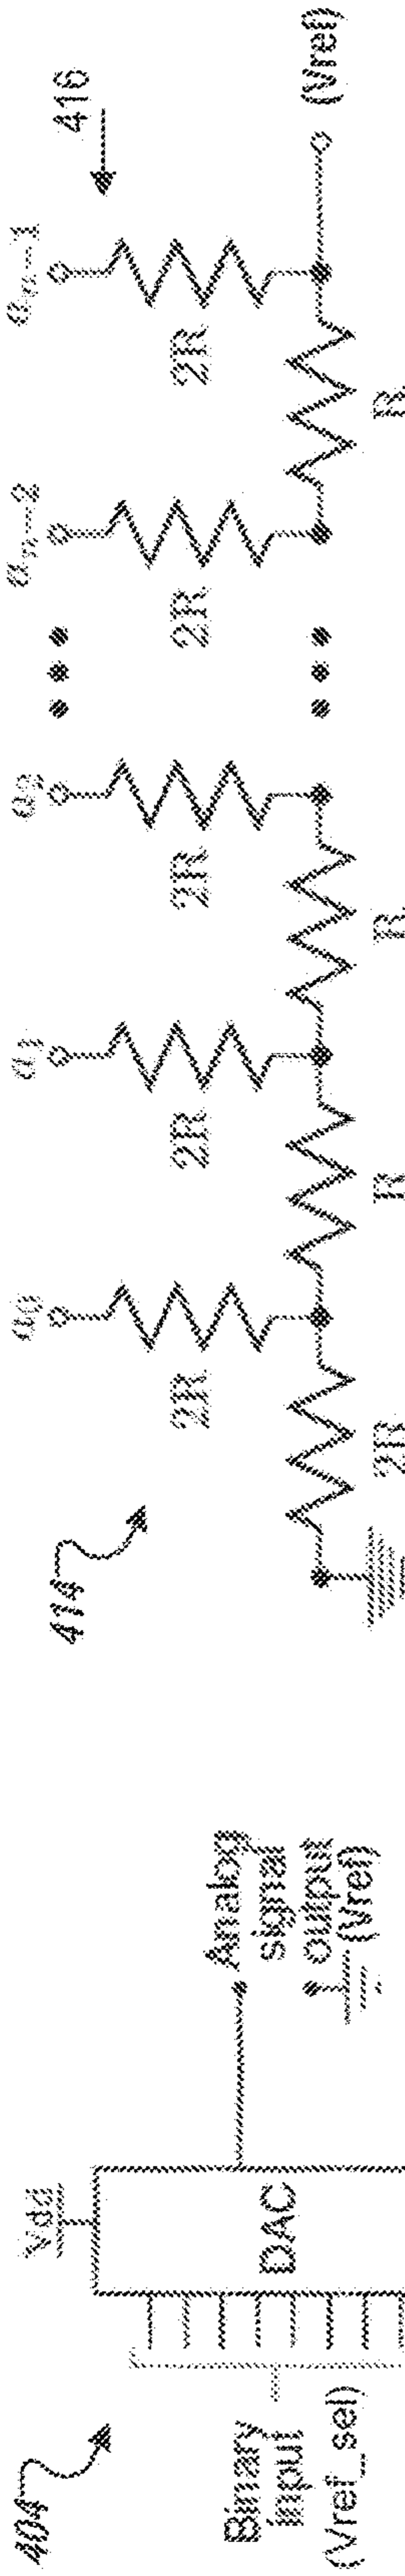 404
Vdd
Binary
input
(Vref_sel)
DAC
Analog
signal
output
(Vref)
414
416
a0
a1
a2
an−2
an−1
2R
2R
2R
2R
2R
2R
R
R
R
(Vref)